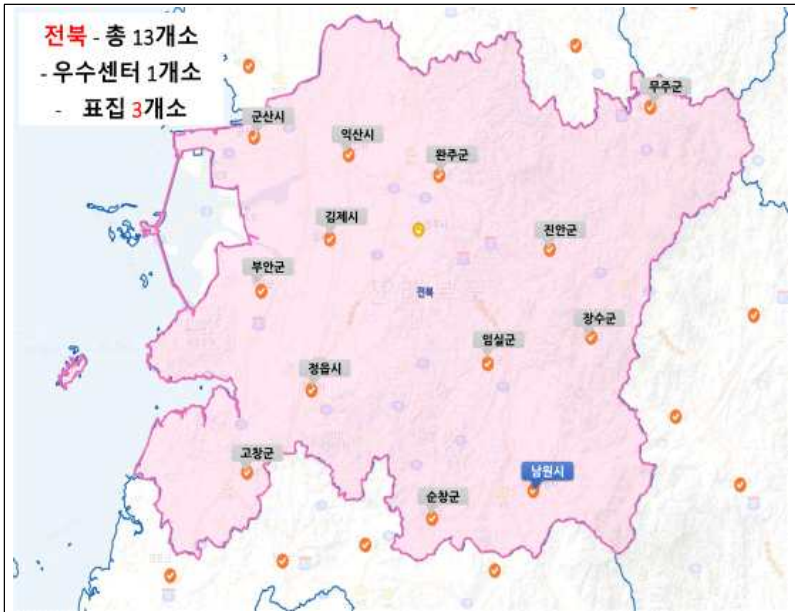 전북 - 총 13개소
- 우수센터 1개소
- 표집 3개소
무주군
군산시
익산시
완주군
김제시
진안군
부안군
전북
장수군
임실군
정읍시
고창군
남원시
순창군